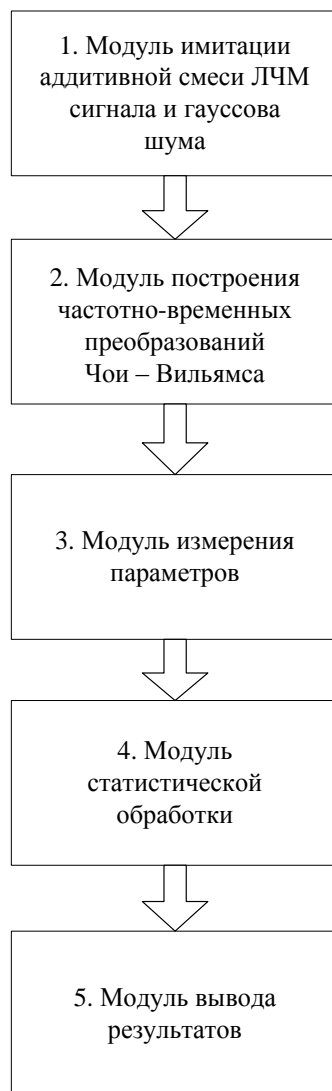 1. Модуль имитации
аддитивной смеси ЛЧМ
сигнала и гауссова
шума
2. Модуль построения
частотно-временных
преобразований
Чои – Вильямса
3. Модуль измерения
параметров
4. Модуль
статистической
обработки
5. Модуль вывода
результатов